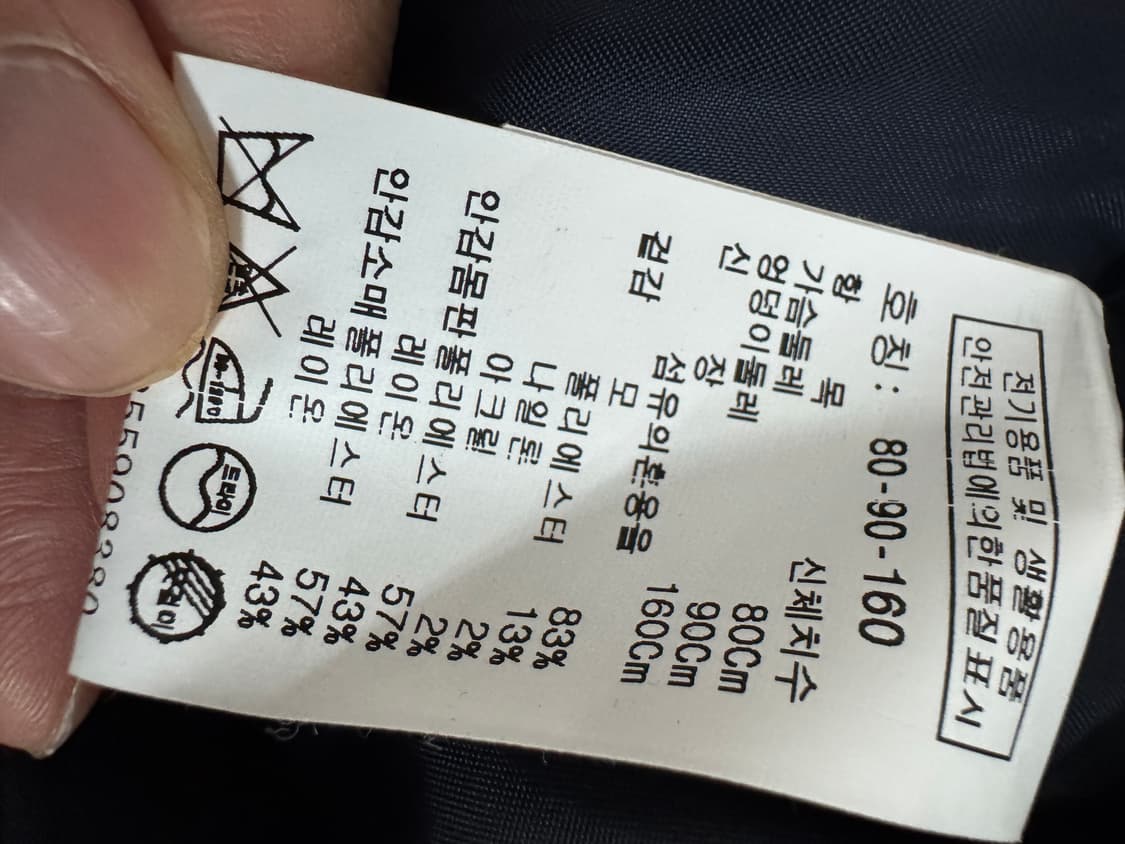 전기용품 및 생활용품
안전관리법에의한품질표시
호칭: 80-90-160
항 목 신체치수
가슴둘레 80Cm
엉덩이둘레 90Cm
신 장 160Cm
겉감 섬유의혼용율
모 83%
폴리에스터 13%
나일론 2%
아크릴 2%
안감몸판 폴리에스터 57%
레이온 43%
안감소매 폴리에스터 57%
레이온 43%
드라이